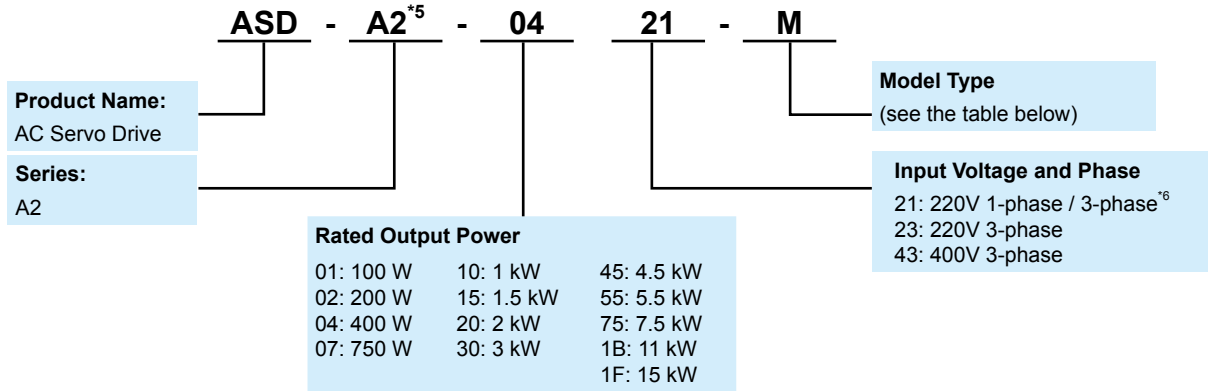 ASD - A2*5 - 04 21 - M
Product Name:
AC Servo Drive
Series:
A2
Rated Output Power
01: 100 W 10: 1 kW 45: 4.5 kW
02: 200 W 15: 1.5 kW 55: 5.5 kW
04: 400 W 20: 2 kW 75: 7.5 kW
07: 750 W 30: 3 kW 1B: 11 kW
1F: 15 kW
Model Type
(see the table below)
Input Voltage and Phase
21: 220V 1-phase / 3-phase*6
23: 220V 3-phase
43: 400V 3-phase